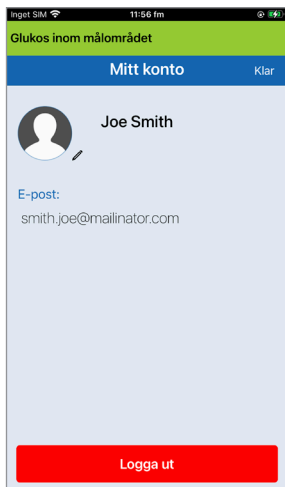 Inget SIM 11:56 fm
Glukos inom målområdet
Mitt konto Klar
Joe Smith
E-post:
smith.joe@mailinator.com
Logga ut